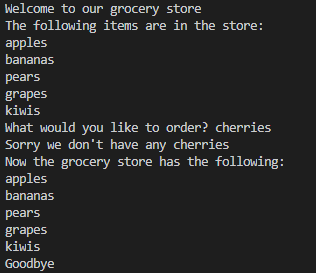 Welcome to our grocery store
The following items are in the store:
apples
bananas
pears
grapes
kiwis
What would you like to order? cherries
Sorry we don't have any cherries
Now the grocery store has the following:
apples
bananas
pears
grapes
kiwis
Goodbye